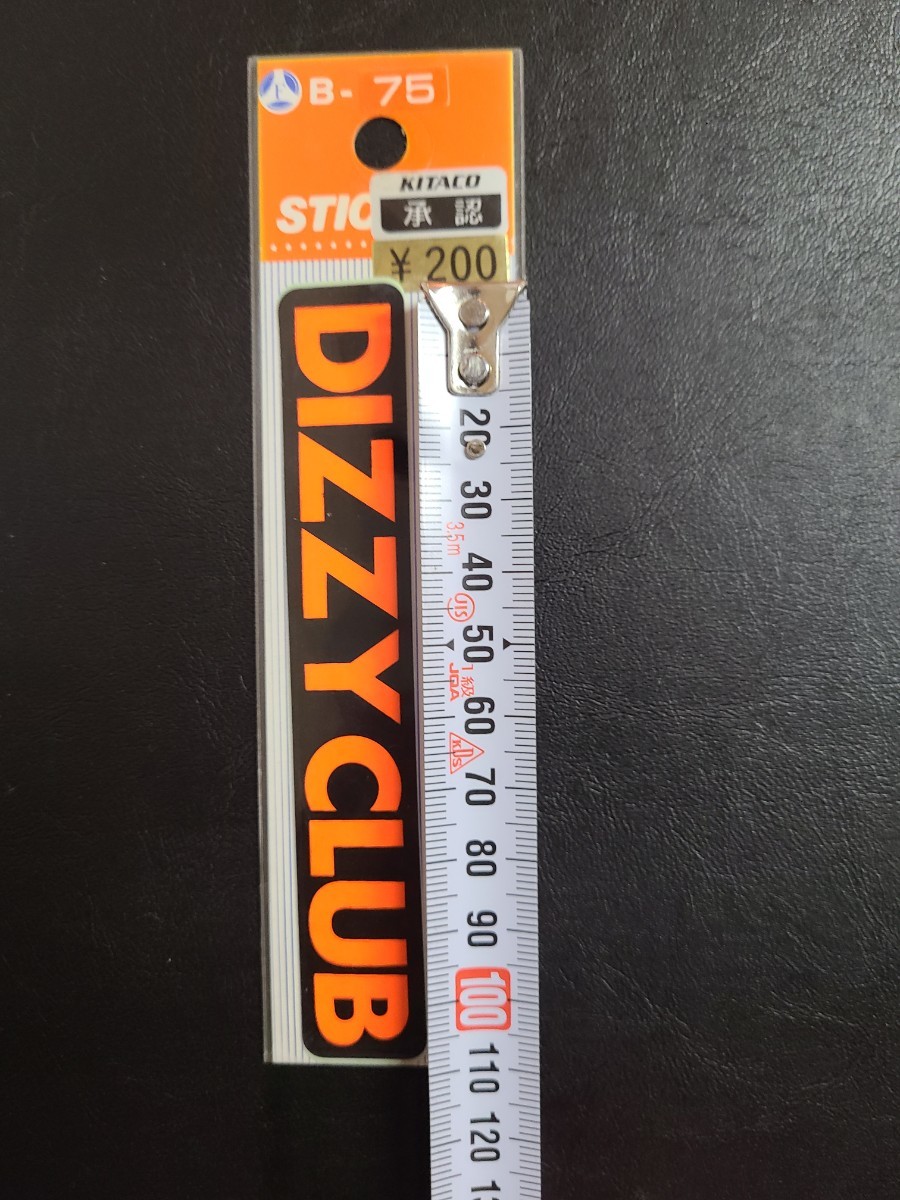 B- 75
STIC
KITACO
承認
¥200
DIZZY CLUB
20
30
3.5m
40
JIS
50
1級
JQA
60
KDS
70
80
90
100
110
120